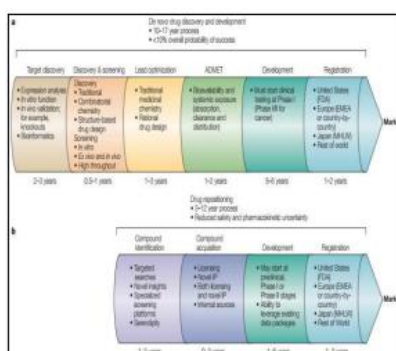 a
De novo drug discovery and development
• 10–17 year process
• <10% overall probability of success
Target discovery
Discovery & screening
Lead optimization
ADMET
Development
Registration
• Expression analysis
• In vitro function
• In vivo validation;
for example,
knockouts
• Bioinformatics
Discovery
• Traditional
• Combinatorial
chemistry
• Structure-based
drug design
Screening
• In vitro
• Ex vivo and in vivo
• High throughput
• Traditional
medicinal
chemistry
• Rational
drug design
• Bioavailability and
systemic exposure
(absorption,
clearance and
distribution)
• Must start clinical
testing at Phase I
for
cancer)
• United States
(FDA)
• Europe (EMEA
or country-by-
country)
• Japan (MHLW)
• Rest of world
Mark
2–3 years
0.5–1 years
1–3 years
1–2 years
5–6 years
1–2 years
Drug repositioning
• 3–12 year process
• Reduced safety and pharmacokinetic uncertainty
b
Compound
identification
Compound
acquisition
Development
Registration
• Targeted
searches
• Novel insights
• Specialized
screening
platforms
• Serendipity
• Licensing
• Novel IP
• Both licensing
and novel IP
• Internal sources
• May start at
preclinical,
Phase I or
Phase II stages
• Ability to
leverage existing
data packages
• United States
(FDA)
• Europe (EMEA
or country-by-
country)
• Japan (MHLW)
• Rest of World
Mark